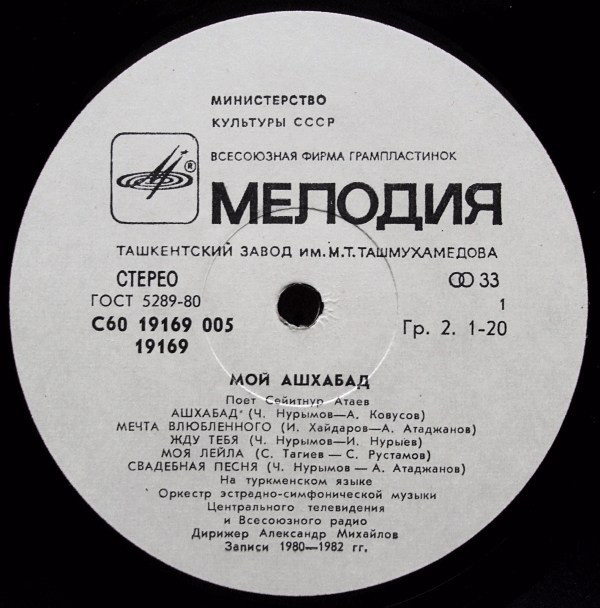 МИНИСТЕРСТВО
КУЛЬТУРЫ СССР
ВСЕСОЮЗНАЯ ФИРМА ГРАМПЛАСТИНОК
®
МЕЛОДИЯ
ТАШКЕНТСКИЙ ЗАВОД ИМ. М.Т. ТАШМУХАМЕДОВА
СТЕРЕО
33
ГОСТ 5289-80
1
С60 19169 005
Гр. 2. 1-20
19169
МОЙ АШХАБАД
Поет Сейитнур Атаев
АШХАБАД (Ч. Нурымов—А. Ковусов)
МЕЧТА ВЛЮБЛЕННОГО (И. Хайдаров—А. Атаджанов)
ЖДУ ТЕБЯ (Ч. Нурымов—И. Нурыев)
МОЯ ЛЕЙЛА (С. Тагиев — С. Рустамов)
СВАДЕБНАЯ ПЕСНЯ (Ч. Нурымов — А. Атаджанов)
На туркменском языке
Оркестр эстрадно-симфонической музыки
Центрального телевидения
и Всесоюзного радио
Дирижер Александр Михайлов
Записи 1980—1982 гг.